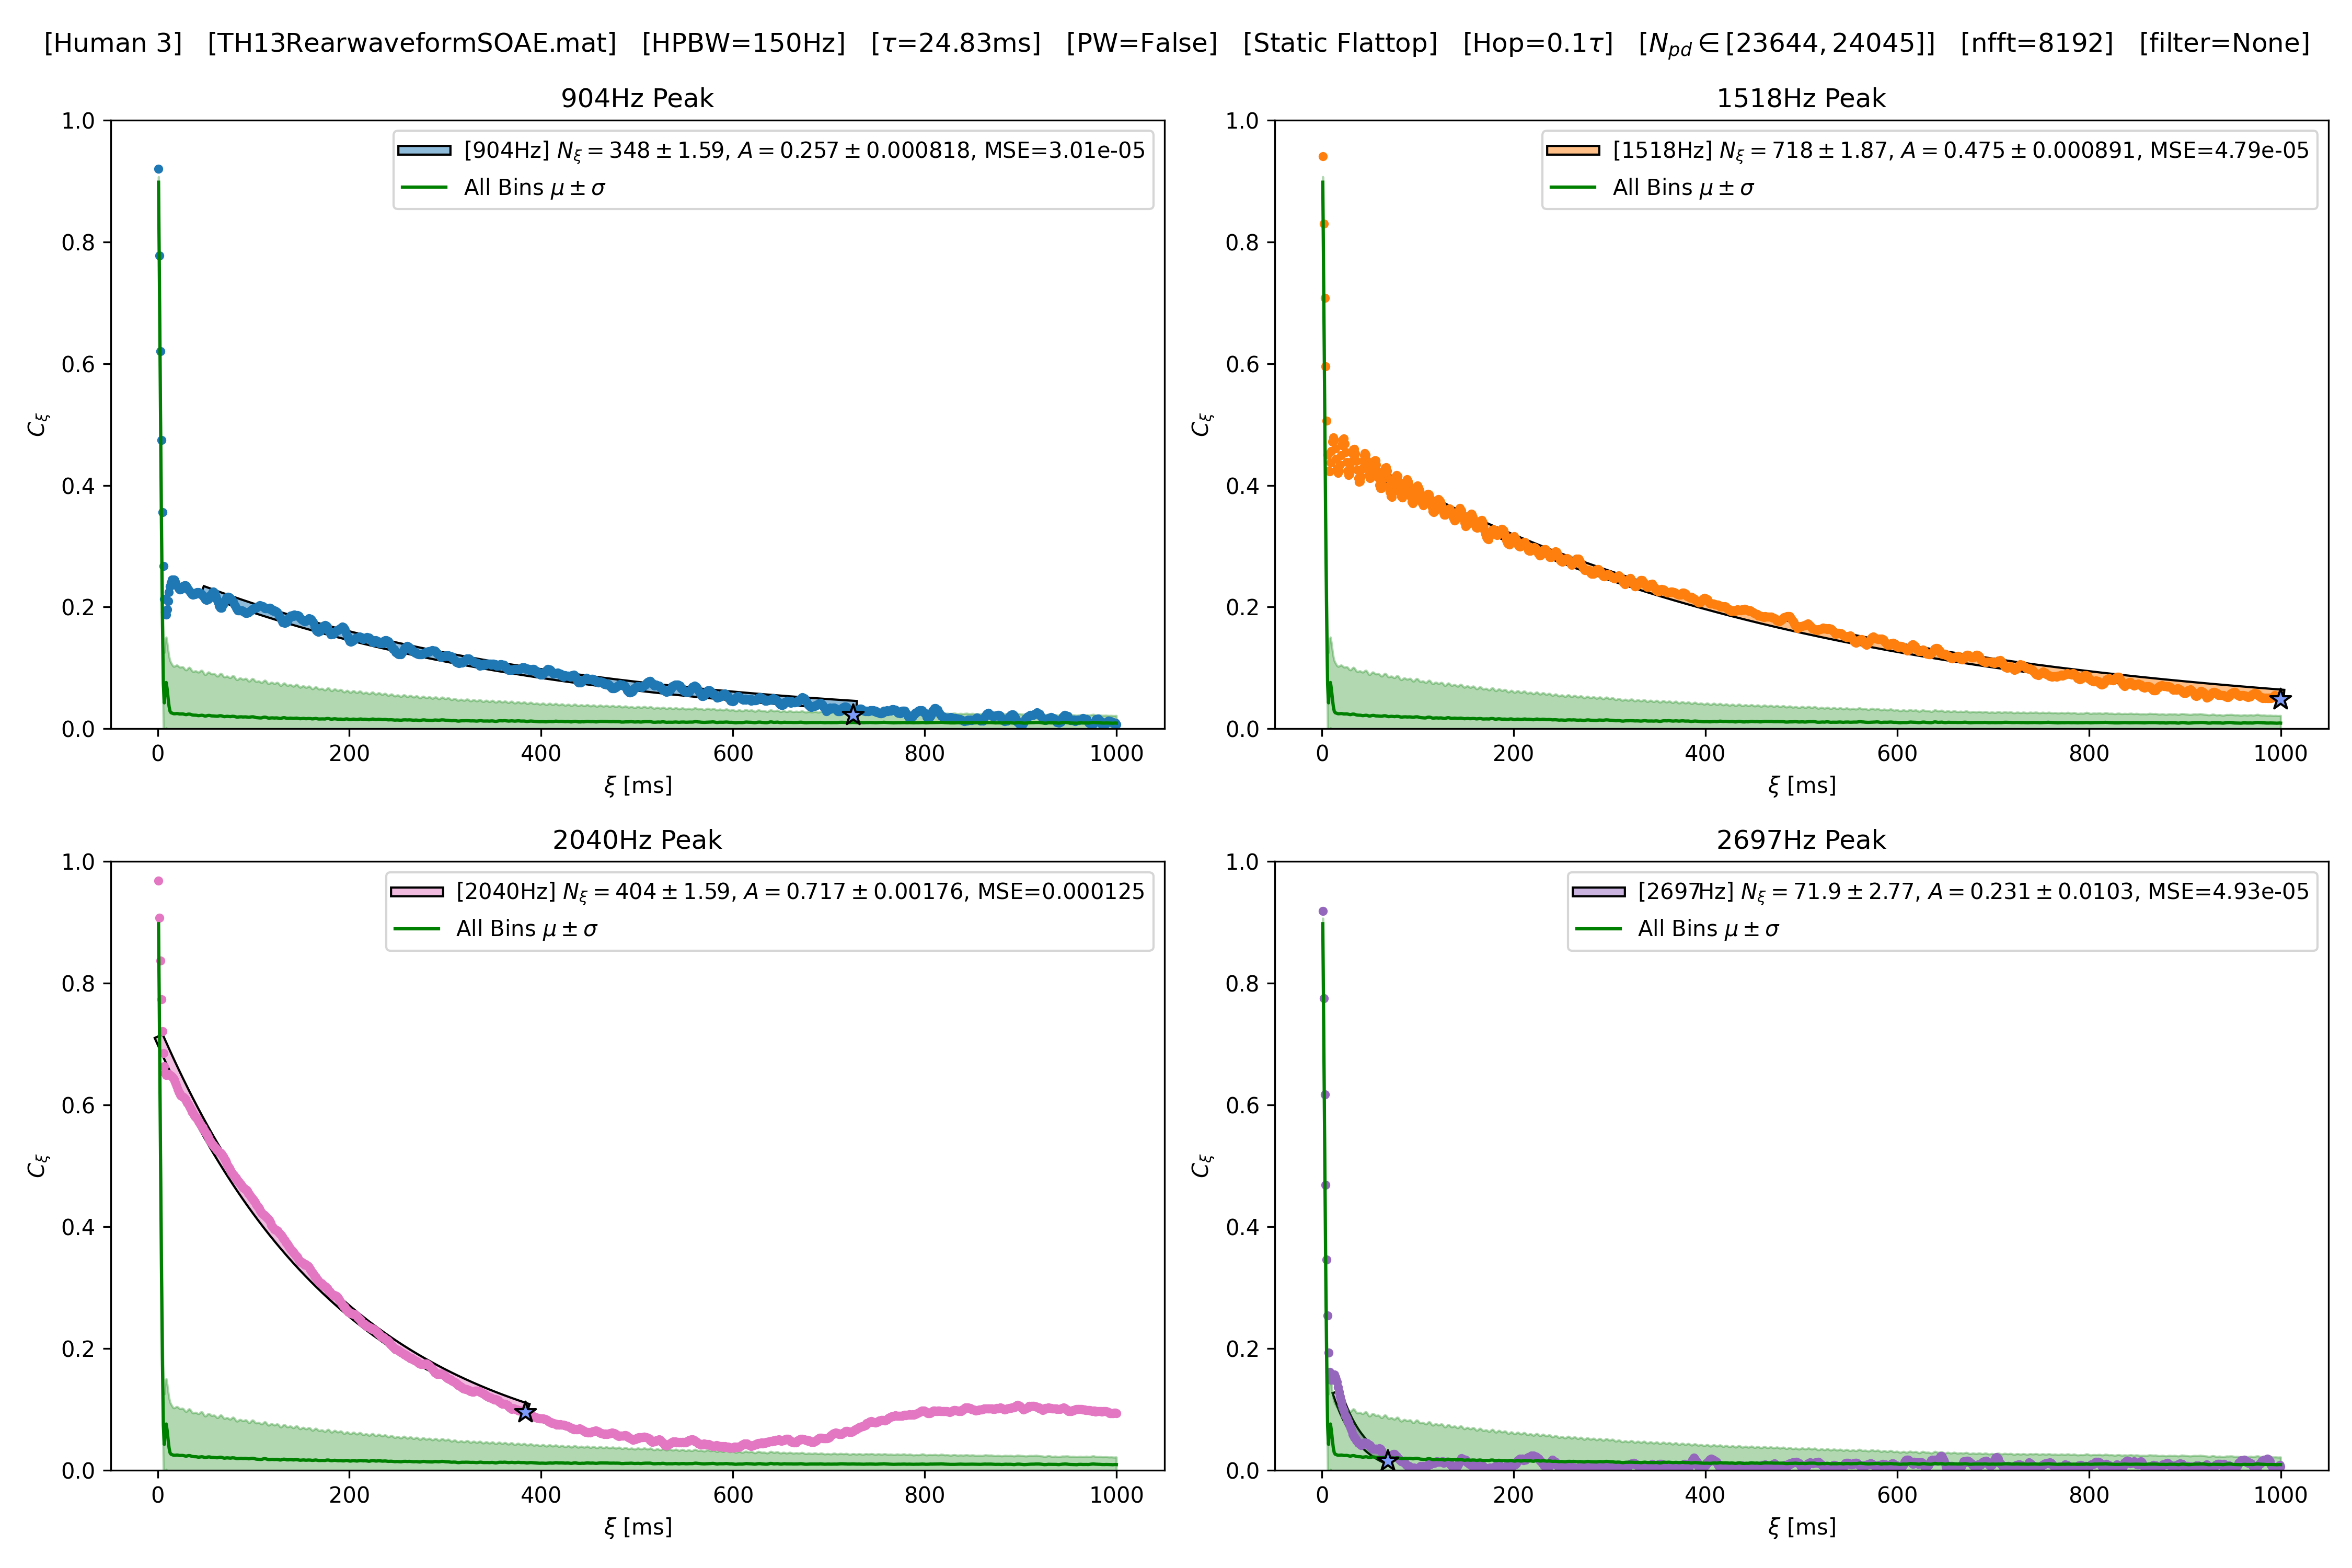 [Human 3] [TH13RearwaveformSOAE.mat] [HPBW=150Hz] [τ=24.83ms] [PW=False] [Static Flattop] [Hop=0.1τ] [N_pd ∈ [23644, 24045]] [nfft=8192] [filter=None]
904Hz Peak
[904Hz] N_ξ = 348 ± 1.59, A = 0.257 ± 0.000818, MSE=3.01e-05
All Bins μ ± σ
1.0
0.8
0.6
0.4
0.2
0.0
C_ξ
0 200 400 600 800 1000
ξ [ms]
1518Hz Peak
[1518Hz] N_ξ = 718 ± 1.87, A = 0.475 ± 0.000891, MSE=4.79e-05
All Bins μ ± σ
1.0
0.8
0.6
0.4
0.2
0.0
C_ξ
0 200 400 600 800 1000
ξ [ms]
2040Hz Peak
[2040Hz] N_ξ = 404 ± 1.59, A = 0.717 ± 0.00176, MSE=0.000125
All Bins μ ± σ
1.0
0.8
0.6
0.4
0.2
0.0
C_ξ
0 200 400 600 800 1000
ξ [ms]
2697Hz Peak
[2697Hz] N_ξ = 71.9 ± 2.77, A = 0.231 ± 0.0103, MSE=4.93e-05
All Bins μ ± σ
1.0
0.8
0.6
0.4
0.2
0.0
C_ξ
0 200 400 600 800 1000
ξ [ms]